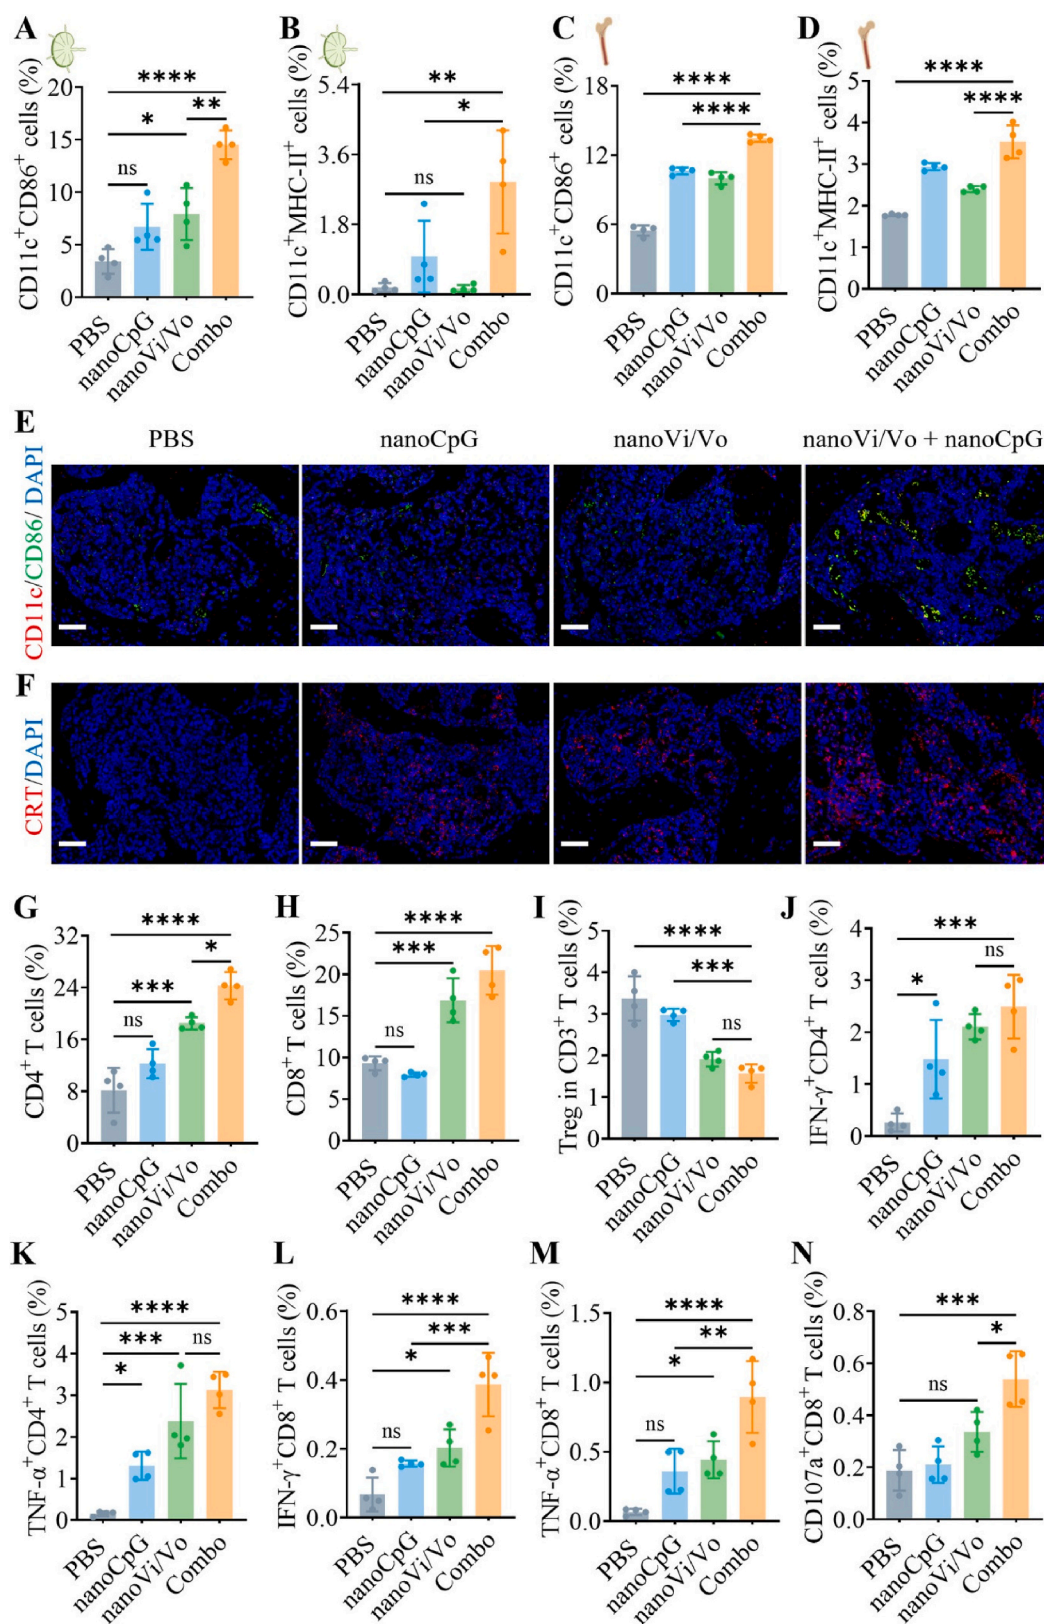 A
CD11c⁺CD86⁺ cells (%)
20
15
10
5
0
****
*
**
ns
PBS
nanoCpG
nanoVi/Vo
Combo
B
CD11c⁺MHC-II⁺ cells (%)
5.4
3.6
1.8
0.0
**
*
ns
PBS
nanoCpG
nanoVi/Vo
Combo
C
CD11c⁺CD86⁺ cells (%)
18
12
6
0
****
****
PBS
nanoCpG
nanoVi/Vo
Combo
D
CD11c⁺MHC-II⁺ cells (%)
5
4
3
2
1
0
****
****
PBS
nanoCpG
nanoVi/Vo
Combo
E
PBS
nanoCpG
nanoVi/Vo
nanoVi/Vo + nanoCpG
CD11c/CD86/ DAPI
F
CRT/DAPI
G
CD4⁺ T cells (%)
32
24
16
8
0
****
*
***
ns
PBS
nanoCpG
nanoVi/Vo
Combo
H
CD8⁺ T cells (%)
25
20
15
10
5
0
****
***
ns
PBS
nanoCpG
nanoVi/Vo
Combo
I
Treg in CD3⁺ T cells (%)
5
4
3
2
1
0
****
***
ns
PBS
nanoCpG
nanoVi/Vo
Combo
J
IFN-γ⁺CD4⁺ T cells (%)
4
3
2
1
0
***
ns
*
PBS
nanoCpG
nanoVi/Vo
Combo
K
TNF-α⁺CD4⁺ T cells (%)
5
4
3
2
1
0
****
***
ns
*
PBS
nanoCpG
nanoVi/Vo
Combo
L
IFN-γ⁺CD8⁺ T cells (%)
0.6
0.4
0.2
0.0
****
***
*
ns
PBS
nanoCpG
nanoVi/Vo
Combo
M
TNF-α⁺CD8⁺ T cells (%)
1.5
1.0
0.5
0.0
****
**
*
ns
PBS
nanoCpG
nanoVi/Vo
Combo
N
CD107a⁺CD8⁺ T cells (%)
0.8
0.6
0.4
0.2
0.0
***
*
ns
PBS
nanoCpG
nanoVi/Vo
Combo